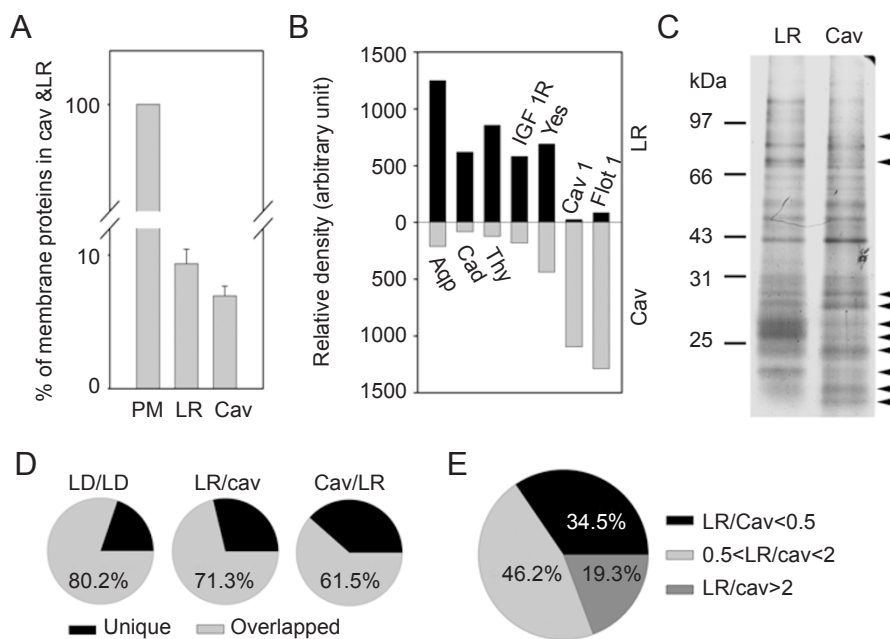 A
% of membrane proteins in cav &LR
100
10
0
PM LR Cav
B
Relative density (arbitrary unit)
1500
1000
500
0
500
1000
1500
Aqp
Cad
Thy
IGF 1R
Yes
Cav 1
Flot 1
LR
Cav
C
LR Cav
kDa
97
66
43
31
25
D
LD/LD LR/cav Cav/LR
80.2% 71.3% 61.5%
Unique Overlapped
E
34.5%
46.2% 19.3%
LR/Cav<0.5
0.5<LR/cav<2
LR/cav>2